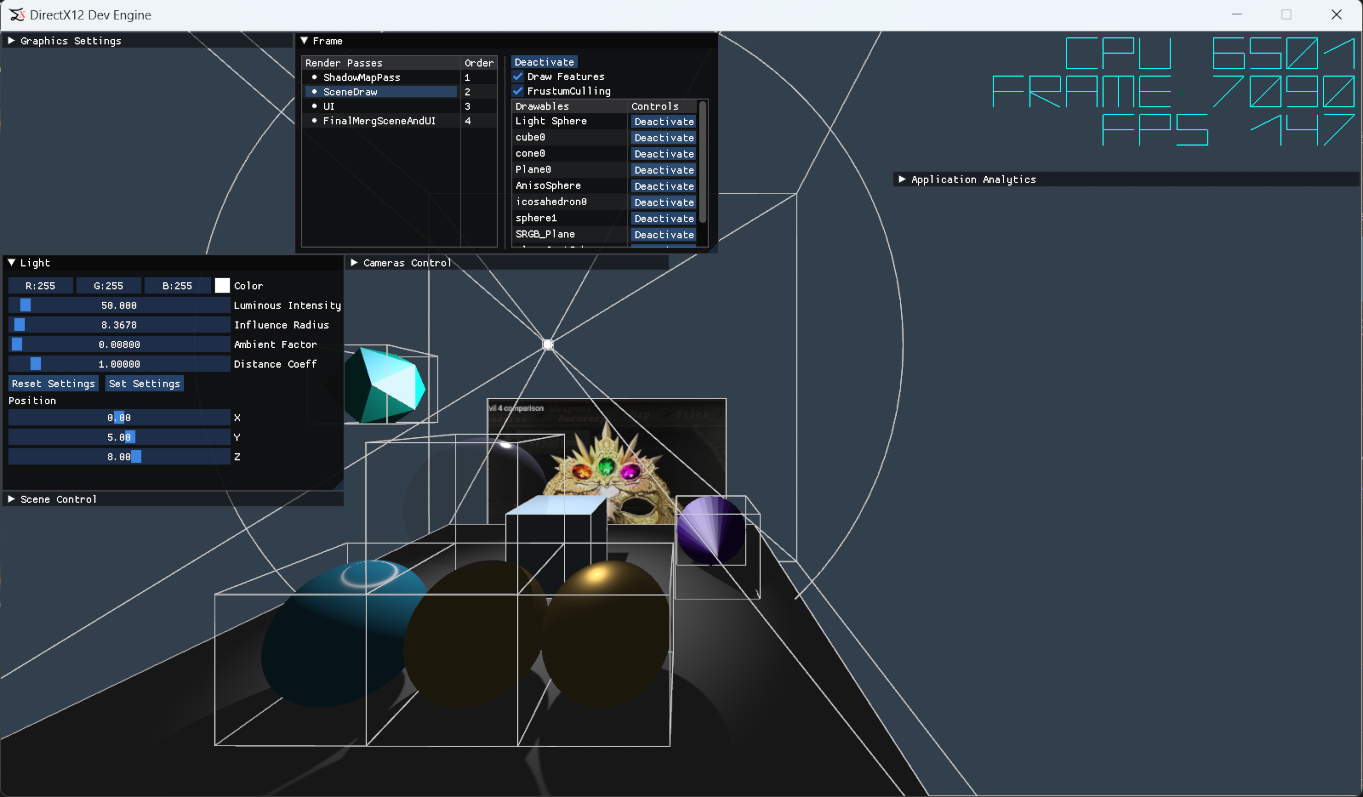 DirectX12 Dev Engine
Graphics Settings
Frame
Render Passes Order
ShadowMapPass 1
SceneDraw 2
UI 3
FinalMergSceneAndUI 4
Deactivate
Draw Features
FrustumCulling
Drawables Controls
Light Sphere Deactivate
cube0 Deactivate
cone0 Deactivate
Plane0 Deactivate
AnisoSphere Deactivate
icosahedron0 Deactivate
sphere1 Deactivate
SRGB_Plane Deactivate
CPU 6501
FRAME 7090
FPS 147
Application Analytics
Light
R:255 G:255 B:255 Color
50.000 Luminous Intensity
8.3678 Influence Radius
0.00800 Ambient Factor
1.00000 Distance Coeff
Reset Settings Set Settings
Position
0.00 X
5.00 Y
8.00 Z
Scene Control
Cameras Control
vil 4 comparison